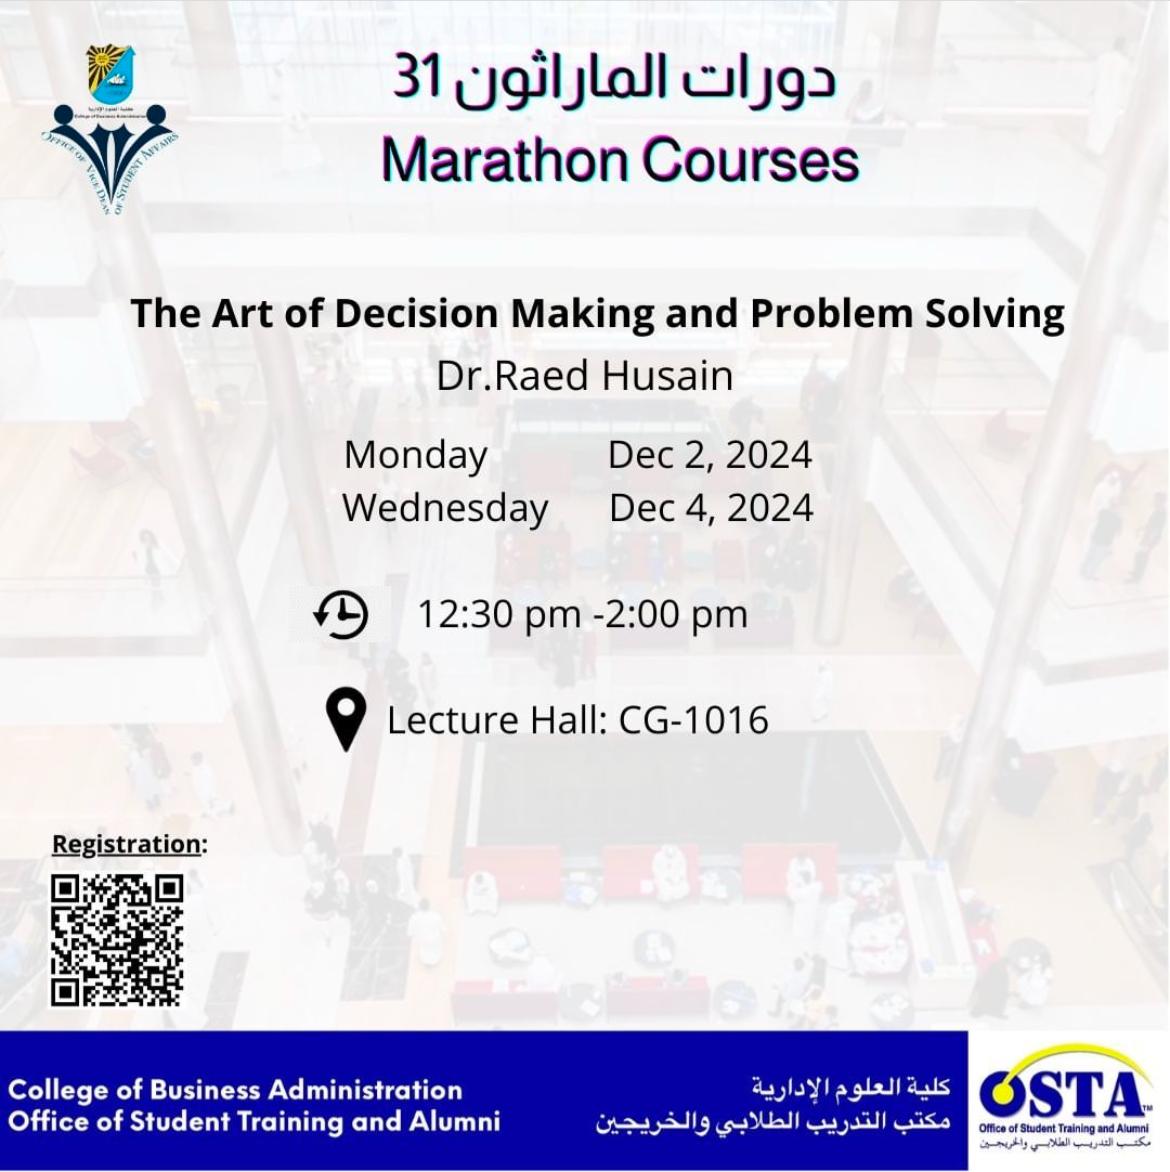 كلية العلوم الإدارية
College of Business Administration
OFFICE OF VICE DEAN OF STUDENT AFFAIRS
دورات الماراثون 31
Marathon Courses
The Art of Decision Making and Problem Solving
Dr.Raed Husain
Monday Dec 2, 2024
Wednesday Dec 4, 2024
12:30 pm -2:00 pm
Lecture Hall: CG-1016
Registration:
College of Business Administration
Office of Student Training and Alumni
كلية العلوم الإدارية
مكتب التدريب الطلابي والخريجين
OSTA™
Office of Student Training and Alumni
مكتب التدريب الطلابي والخريجين